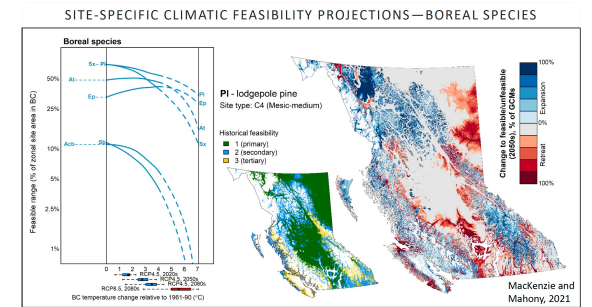 SITE-SPECIFIC CLIMATIC FEASIBILITY PROJECTIONS—BOREAL SPECIES
Boreal species
Feasible range (% of zonal site area in BC)
50%
25%
10%
5%
2.5%
1%
Sx Pl
At
Ep
Acb
Sb
Pl
Ep
At
Sx
0 1 2 3 4 5 6 7
RCP4.5, 2020s
RCP4.5, 2050s
RCP4.5, 2080s
RCP8.5, 2080s
BC temperature change relative to 1961-90 (°C)
Pl - lodgepole pine
Site type: C4 (Mesic-medium)
Historical feasibility
1 (primary)
2 (secondary)
3 (tertiary)
Change to feasible/unfeasible
(2050s), % of GCMs
100%
0%
100%
Expansion
Retreat
MacKenzie and
Mahony, 2021